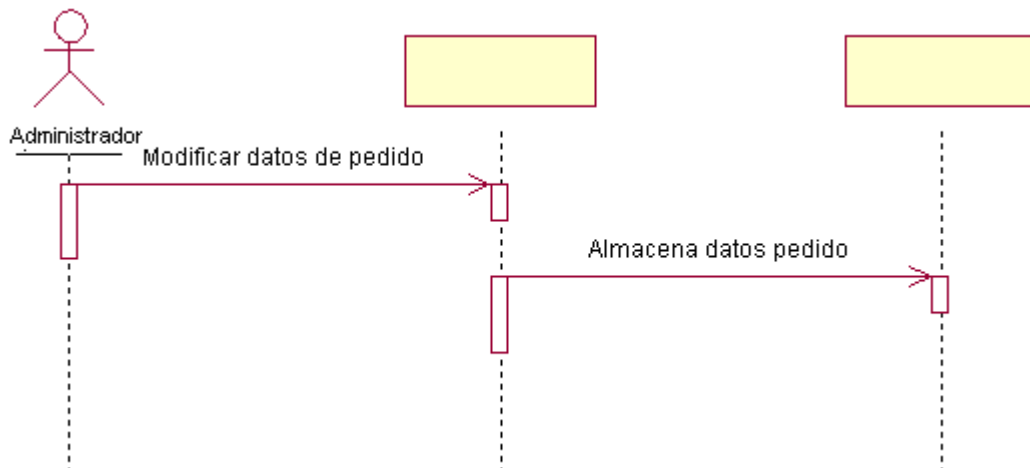 Administrador
Modificar datos de pedido
Almacena datos pedido